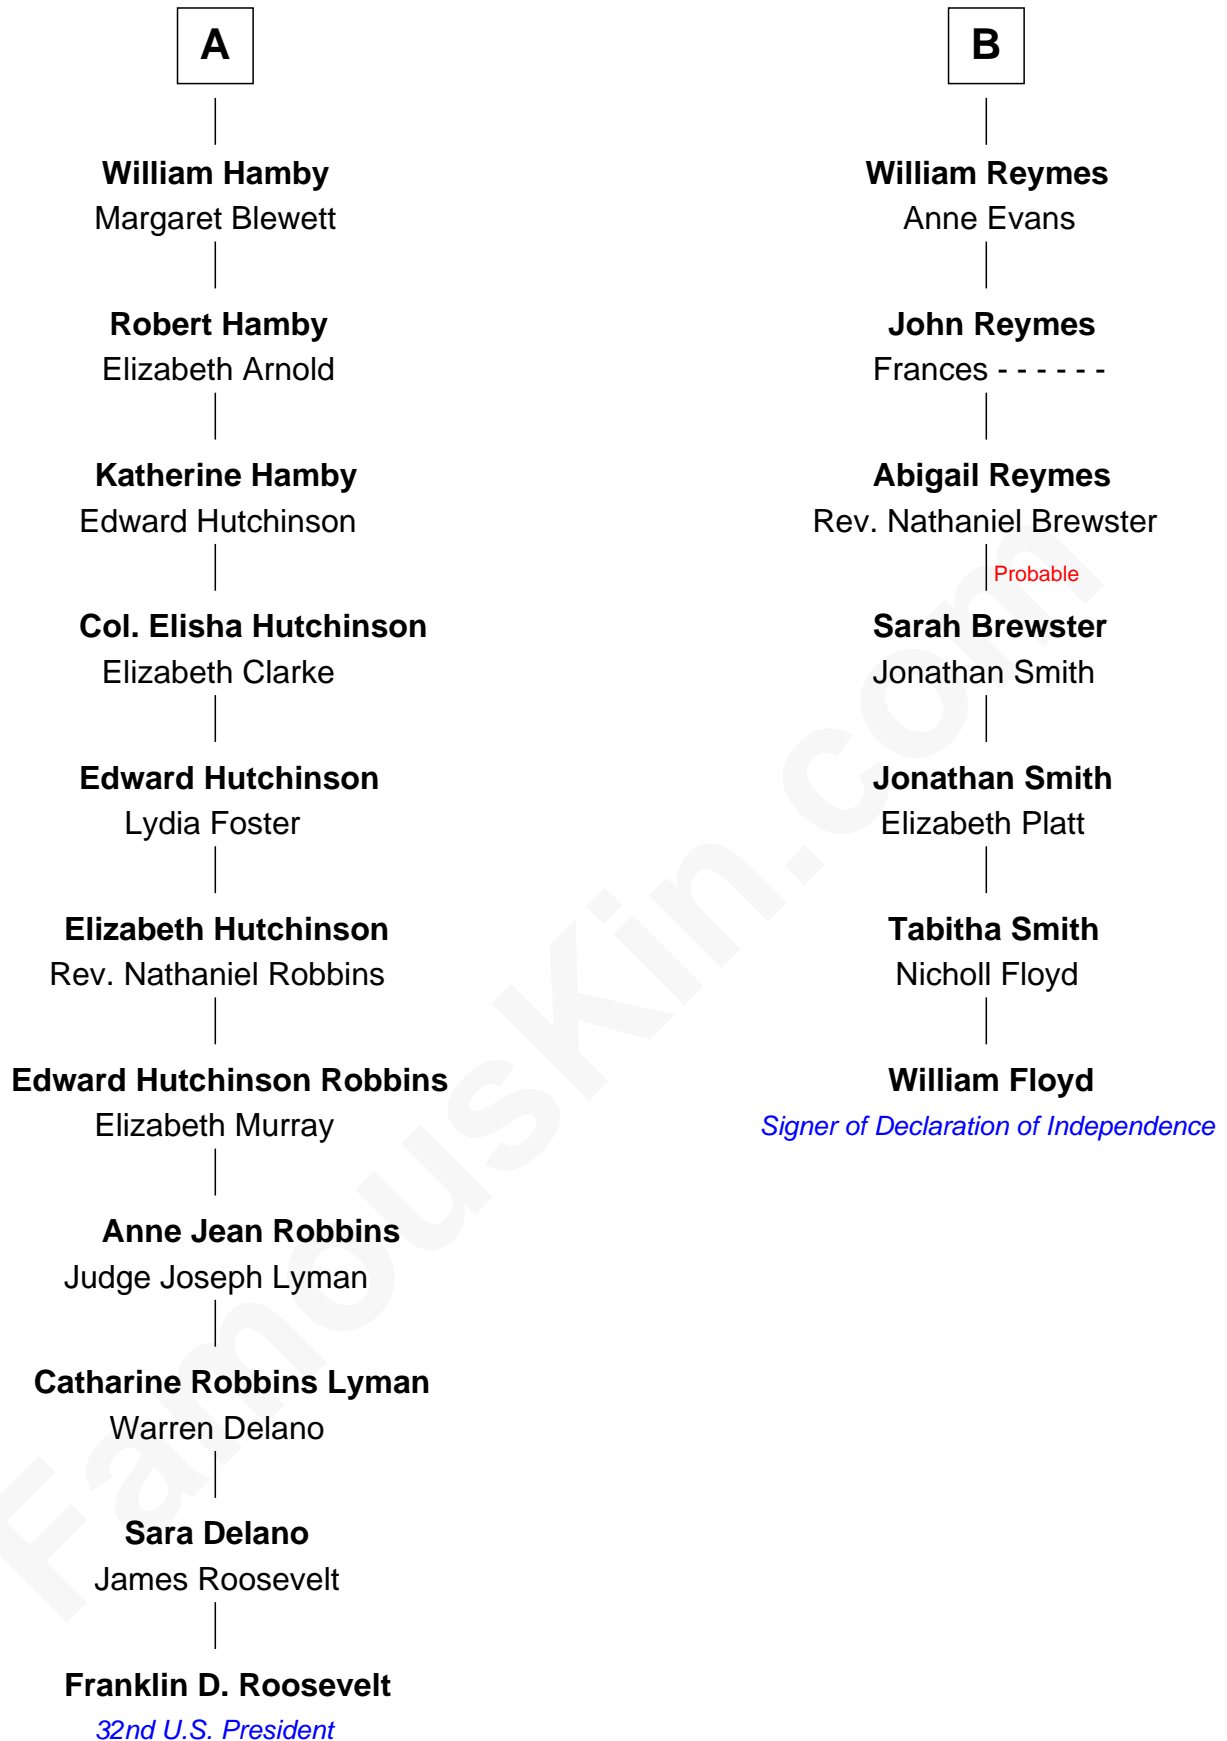 A
William Hamby
Margaret Blewett
Robert Hamby
Elizabeth Arnold
Katherine Hamby
Edward Hutchinson
Col. Elisha Hutchinson
Elizabeth Clarke
Edward Hutchinson
Lydia Foster
Elizabeth Hutchinson
Rev. Nathaniel Robbins
Edward Hutchinson Robbins
Elizabeth Murray
Anne Jean Robbins
Judge Joseph Lyman
Catharine Robbins Lyman
Warren Delano
Sara Delano
James Roosevelt
Franklin D. Roosevelt
32nd U.S. President
B
William Reymes
Anne Evans
John Reymes
Frances - - - - - -
Abigail Reymes
Rev. Nathaniel Brewster
Probable
Sarah Brewster
Jonathan Smith
Jonathan Smith
Elizabeth Platt
Tabitha Smith
Nicholl Floyd
William Floyd
Signer of Declaration of Independence
FamousKin.com